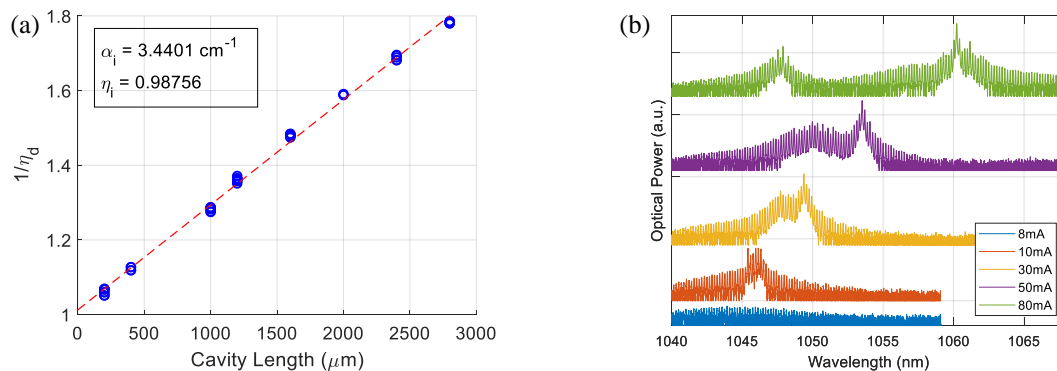 (a)
1.8
1.6
1.4
1.2
1
1/η_d
α_i = 3.4401 cm⁻¹
η_i = 0.98756
0 500 1000 1500 2000 2500 3000
Cavity Length (μm)
(b)
Optical Power (a.u.)
8mA
10mA
30mA
50mA
80mA
1040 1045 1050 1055 1060 1065
Wavelength (nm)